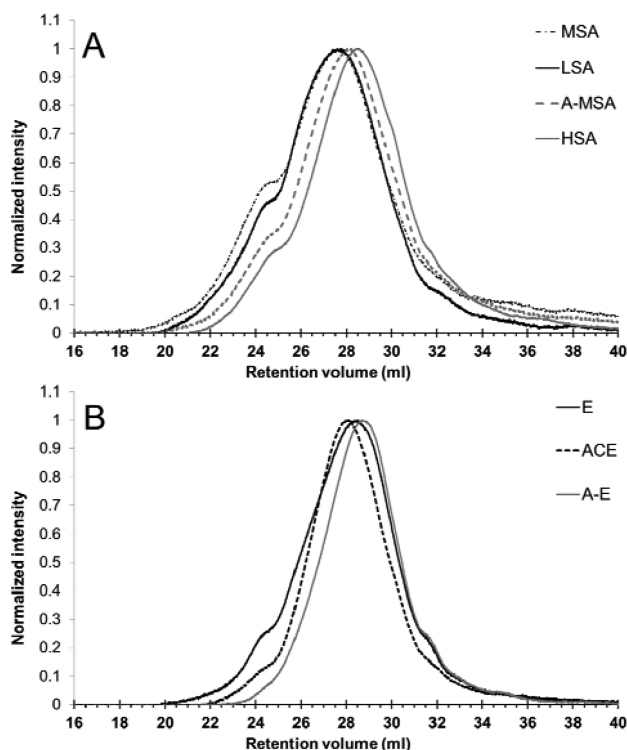 A
1.1
1
0.9
0.8
0.7
0.6
0.5
0.4
0.3
0.2
0.1
0
Normalized intensity
MSA
LSA
A-MSA
HSA
16 18 20 22 24 26 28 30 32 34 36 38 40
Retention volume (ml)
B
1.1
1
0.9
0.8
0.7
0.6
0.5
0.4
0.3
0.2
0.1
0
Normalized intensity
E
ACE
A-E
16 18 20 22 24 26 28 30 32 34 36 38 40
Retention volume (ml)